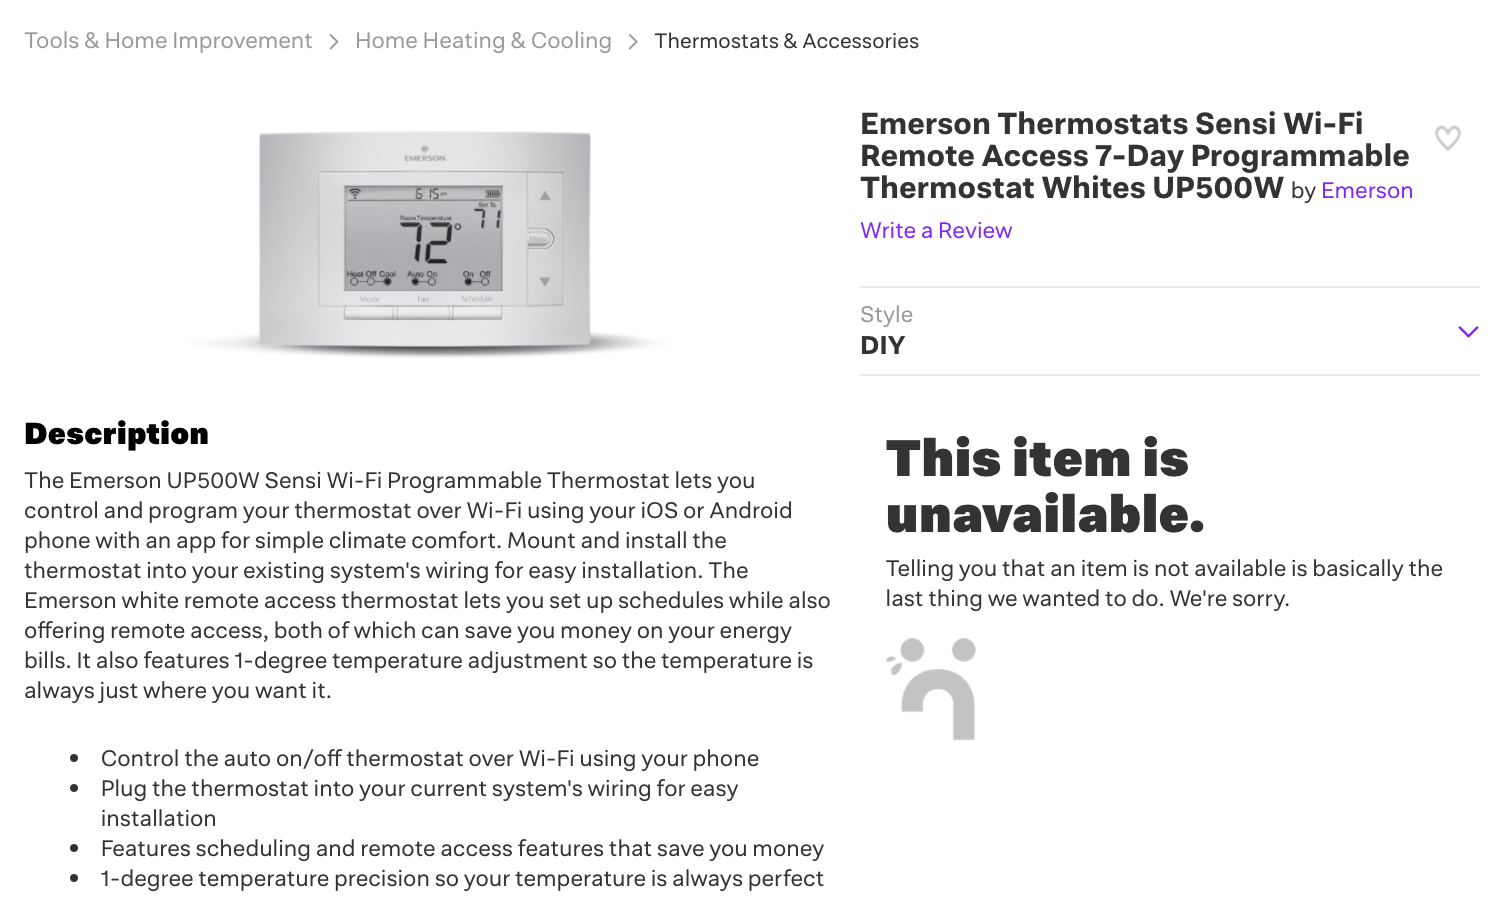 Tools & Home Improvement > Home Heating & Cooling > Thermostats & Accessories
EMERSON
6:15 PM
Set To
71
Room Temperature
72°
Heat Off Cool Auto On On Off
Mode Fan Schedule
Menu
Emerson Thermostats Sensi Wi-Fi
Remote Access 7-Day Programmable
Thermostat Whites UP500W by Emerson
Write a Review
Style
DIY
Description
The Emerson UP500W Sensi Wi-Fi Programmable Thermostat lets you
control and program your thermostat over Wi-Fi using your iOS or Android
phone with an app for simple climate comfort. Mount and install the
thermostat into your existing system's wiring for easy installation. The
Emerson white remote access thermostat lets you set up schedules while also
offering remote access, both of which can save you money on your energy
bills. It also features 1-degree temperature adjustment so the temperature is
always just where you want it.
• Control the auto on/off thermostat over Wi-Fi using your phone
• Plug the thermostat into your current system's wiring for easy
installation
• Features scheduling and remote access features that save you money
• 1-degree temperature precision so your temperature is always perfect
This item is
unavailable.
Telling you that an item is not available is basically the
last thing we wanted to do. We're sorry.